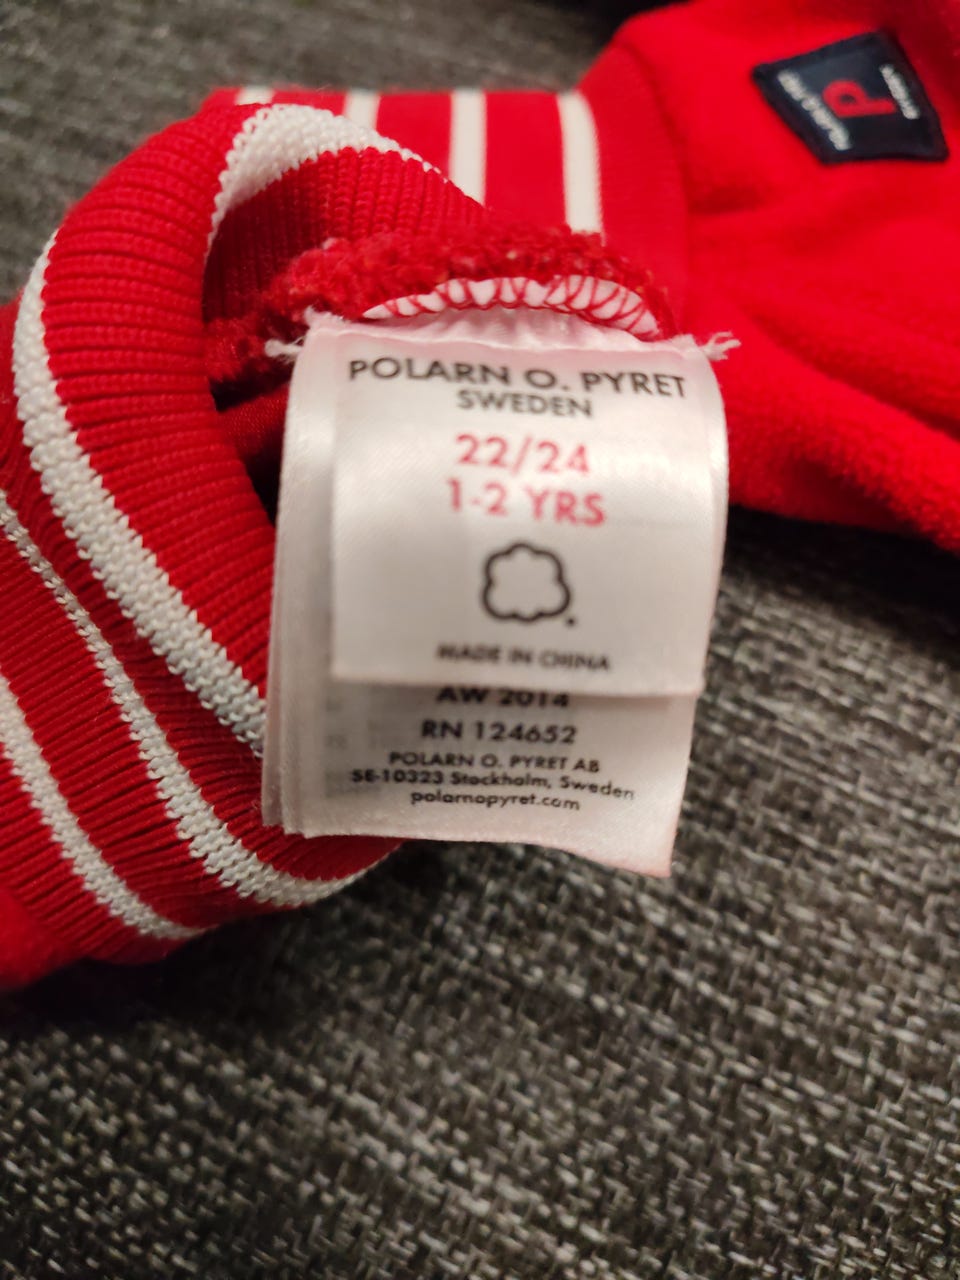 POLARN O. PYRET
SWEDEN
22/24
1-2 YRS
MADE IN CHINA
AW 2014
RN 124652
POLARN O. PYRET AB
SE-10323 Stockholm, Sweden
polarnopyret.com
P